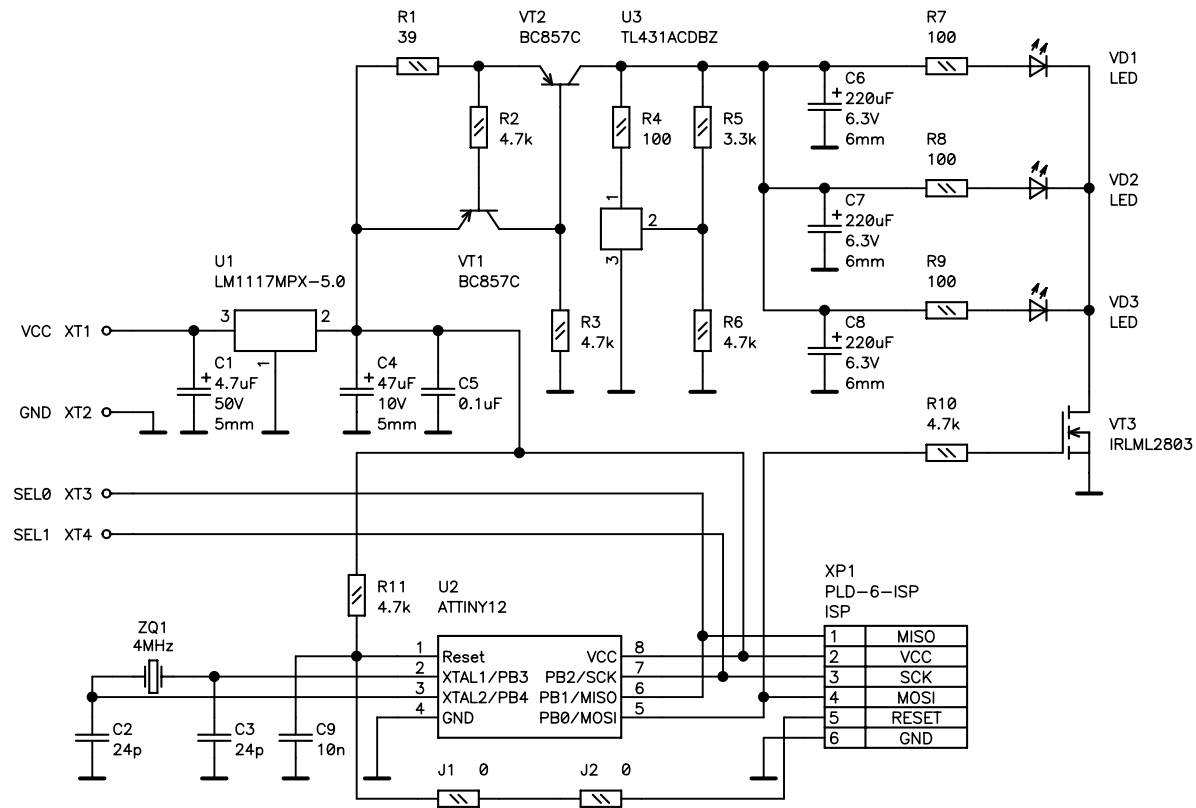 R1
39
VT2
BC857C
U3
TL431ACDBZ
R7
100
VD1
LED
C6
+
220uF
6.3V
6mm
R2
4.7k
R4
100
R5
3.3k
R8
100
VD2
LED
1
2
3
C7
+
220uF
6.3V
6mm
VT1
BC857C
U1
LM1117MPX-5.0
R9
100
VD3
LED
VCC XT1
3
2
1
R3
4.7k
R6
4.7k
C8
+
220uF
6.3V
6mm
C1
+
4.7uF
50V
5mm
C4
+
47uF
10V
5mm
C5
0.1uF
GND XT2
R10
4.7k
VT3
IRLML2803
SEL0 XT3
SEL1 XT4
R11
4.7k
U2
ATTINY12
XP1
PLD-6-ISP
ISP
ZQ1
4MHz
1 Reset
2 XTAL1/PB3
3 XTAL2/PB4
4 GND
VCC 8
PB2/SCK 7
PB1/MISO 6
PB0/MOSI 5
1 MISO
2 VCC
3 SCK
4 MOSI
5 RESET
6 GND
C2
24p
C3
24p
C9
10n
J1 0
J2 0